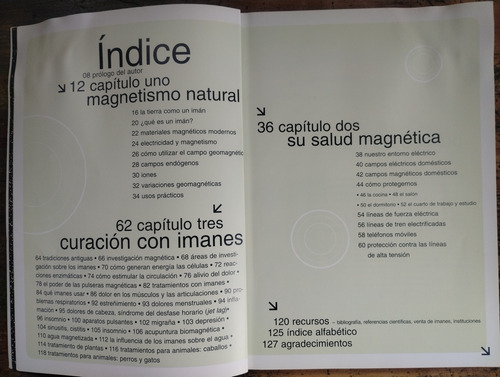 Índice
08 prólogo del autor
12 capítulo uno
magnetismo natural
16 la tierra como un imán
20 ¿qué es un imán?
22 materiales magnéticos modernos
24 electricidad y magnetismo
26 cómo utilizar el campo geomagnético
28 campos endógenos
30 iones
32 variaciones geomagnéticas
34 usos prácticos
62 capítulo tres
curación con imanes
64 tradiciones antiguas • 66 investigación magnética • 68 áreas de investi-
gación sobre los imanes • 70 cómo generan energía las células • 72 reac-
ciones enzimáticas • 74 cómo estimular la circulación • 76 alivio del dolor •
78 el poder de las pulseras magnéticas • 82 tratamientos con imanes •
84 qué imanes usar • 86 dolor en los músculos y las articulaciones • 90 pro-
blemas respiratorios • 92 estreñimiento • 93 dolores menstruales • 94 infla-
mación • 95 dolores de cabeza, síndrome del desfase horario (jet lag)•
96 insomnio • 100 aparatos pulsantes • 102 migraña • 103 depresión •
104 sinusitis, cistitis • 105 insomnio • 106 acupuntura biomagnética •
110 agua magnetizada • 112 la influencia de los imanes sobre el agua •
114 tratamiento de plantas • 116 tratamientos para animales: caballos •
118 tratamientos para animales: perros y gatos
36 capítulo dos
su salud magnética
38 nuestro entorno eléctrico
40 campos eléctricos domésticos
42 campos magnéticos domésticos
44 cómo protegernos
• 46 la cocina • 48 el salón
• 50 el dormitorio • 52 el cuarto de trabajo y estudio
54 líneas de fuerza eléctrica
56 líneas de tren electrificadas
58 teléfonos móviles
60 protección contra las líneas
de alta tensión
120 recursos – bibliografía, referencias científicas, venta de imanes, instituciones
125 índice alfabético
127 agradecimientos